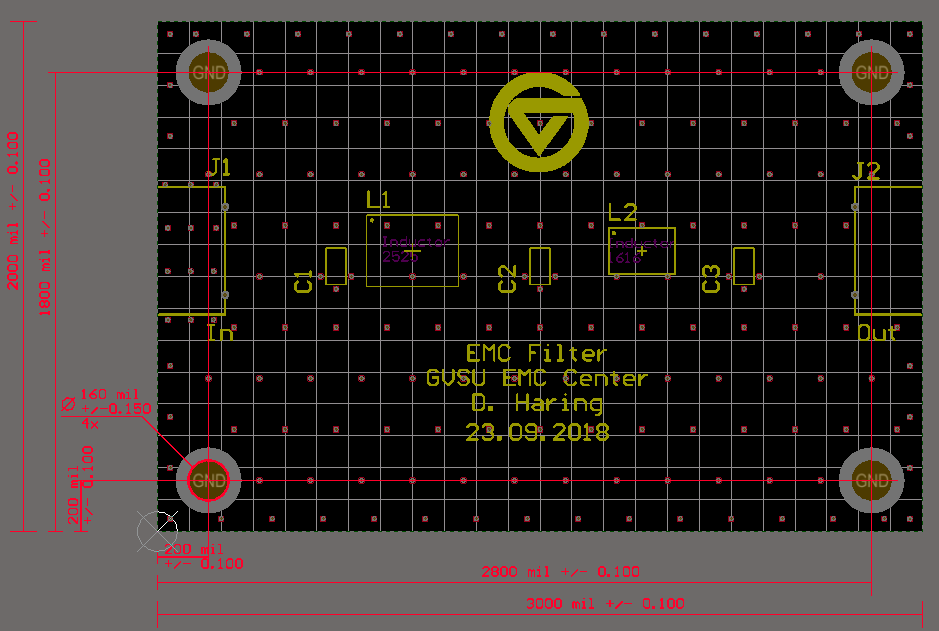 GND
GND
2000 mil +/- 0.100
1800 mil +/- 0.100
J1
J2
L1
L2
Inductor
2525
Inductor
1616
C1
C2
C3
In
Out
EMC Filter
GVSU EMC Center
D. Haring
23.09.2018
Ø 160 mil
+/-0.150
4x
200 mil
+/- 0.100
GND
GND
200 mil
+/- 0.100
2800 mil +/- 0.100
3000 mil +/- 0.100